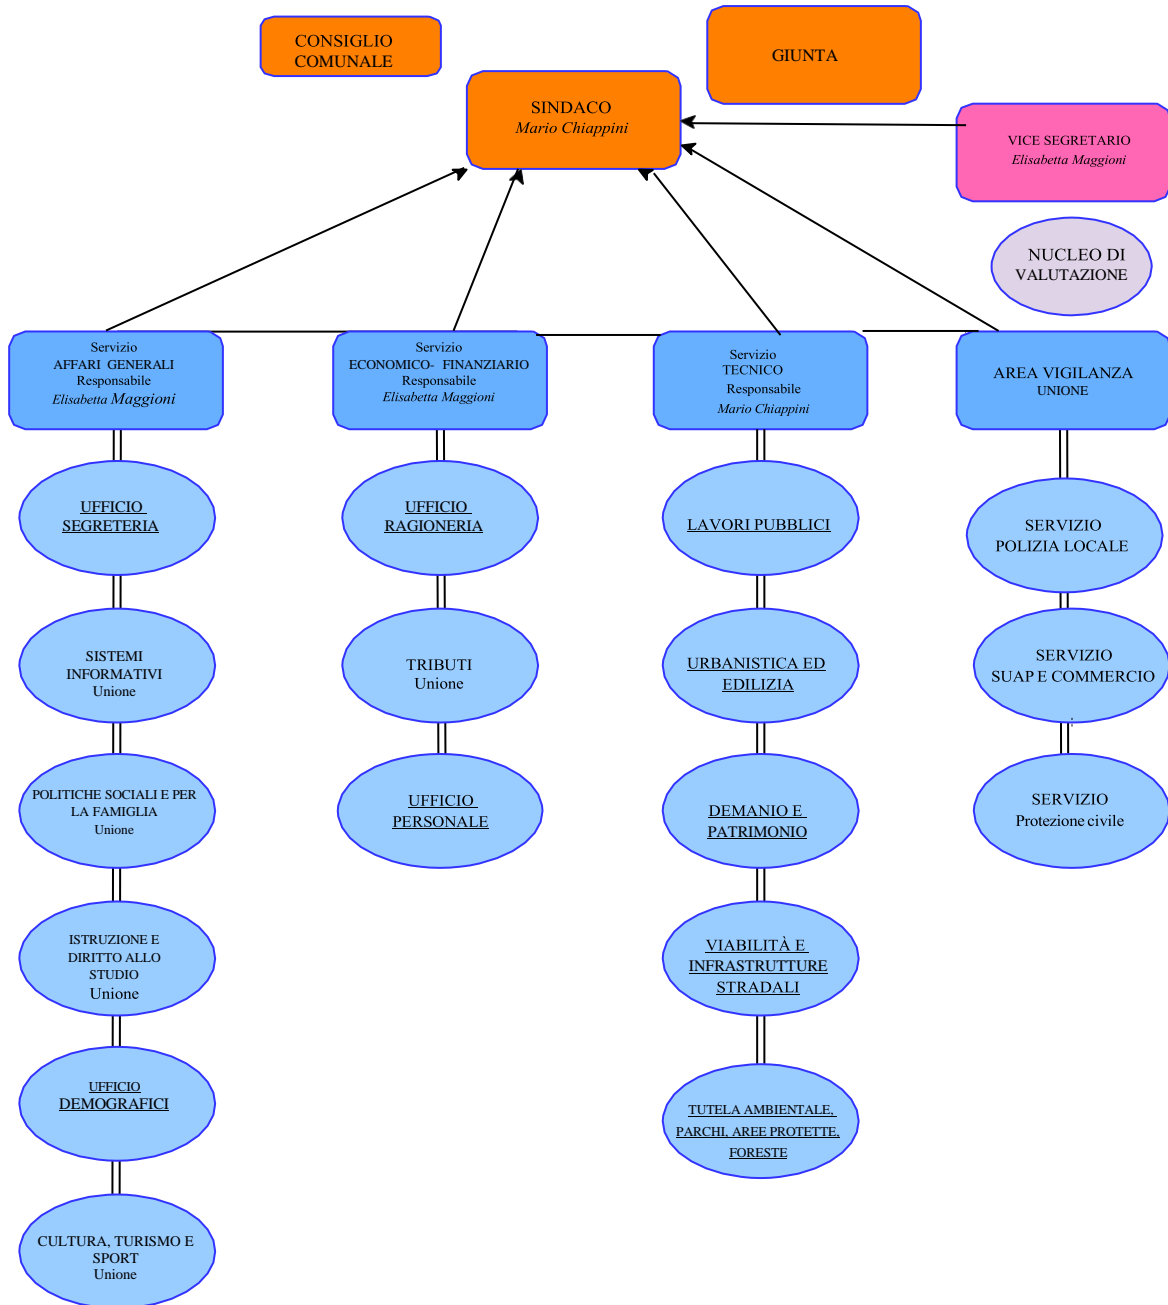 CONSIGLIO
COMUNALE
GIUNTA
SINDACO
Mario Chiappini
VICE SEGRETARIO
Elisabetta Maggioni
NUCLEO DI
VALUTAZIONE
Servizio
AFFARI GENERALI
Responsabile
Elisabetta Maggioni
Servizio
ECONOMICO- FINANZIARIO
Responsabile
Elisabetta Maggioni
Servizio
TECNICO
Responsabile
Mario Chiappini
AREA VIGILANZA
UNIONE
UFFICIO
SEGRETERIA
SISTEMI
INFORMATIVI
Unione
POLITICHE SOCIALI E PER
LA FAMIGLIA
Unione
ISTRUZIONE E
DIRITTO ALLO
STUDIO
Unione
UFFICIO
DEMOGRAFICI
CULTURA, TURISMO E
SPORT
Unione
UFFICIO
RAGIONERIA
TRIBUTI
Unione
UFFICIO
PERSONALE
LAVORI PUBBLICI
URBANISTICA ED
EDILIZIA
DEMANIO E
PATRIMONIO
VIABILITÀ E
INFRASTRUTTURE
STRADALI
TUTELA AMBIENTALE,
PARCHI, AREE PROTETTE,
FORESTE
SERVIZIO
POLIZIA LOCALE
SERVIZIO
SUAP E COMMERCIO
SERVIZIO
Protezione civile